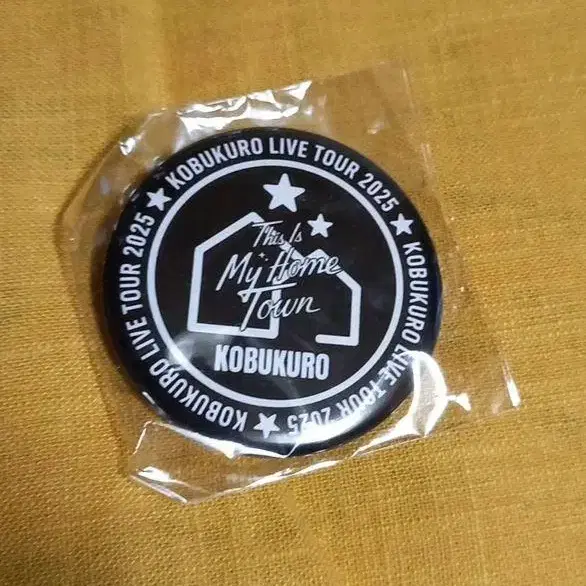 KOBUKURO LIVE TOUR 2025 ★ KOBUKURO LIVE TOUR 2025 ★ KOBUKURO LIVE TOUR 2025 ★
This Is
My Home
Town
KOBUKURO